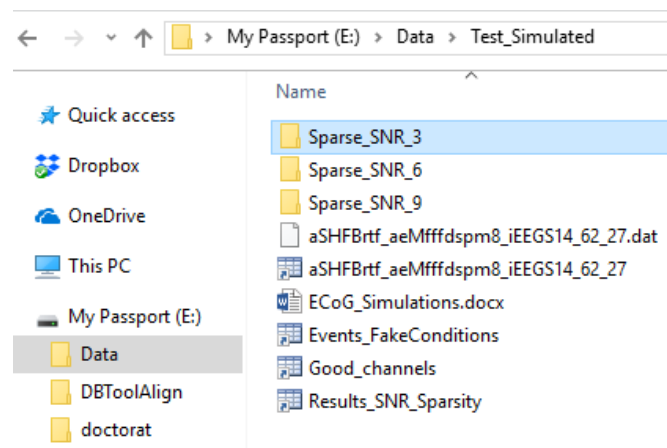 My Passport (E:) > Data > Test_Simulated
Name
Quick access
Dropbox
OneDrive
This PC
My Passport (E:)
Data
DBToolAlign
doctorat
Sparse_SNR_3
Sparse_SNR_6
Sparse_SNR_9
aSHFBrtf_aeMfffdspm8_iEEGS14_62_27.dat
aSHFBrtf_aeMfffdspm8_iEEGS14_62_27
ECoG_Simulations.docx
Events_FakeConditions
Good_channels
Results_SNR_Sparsity